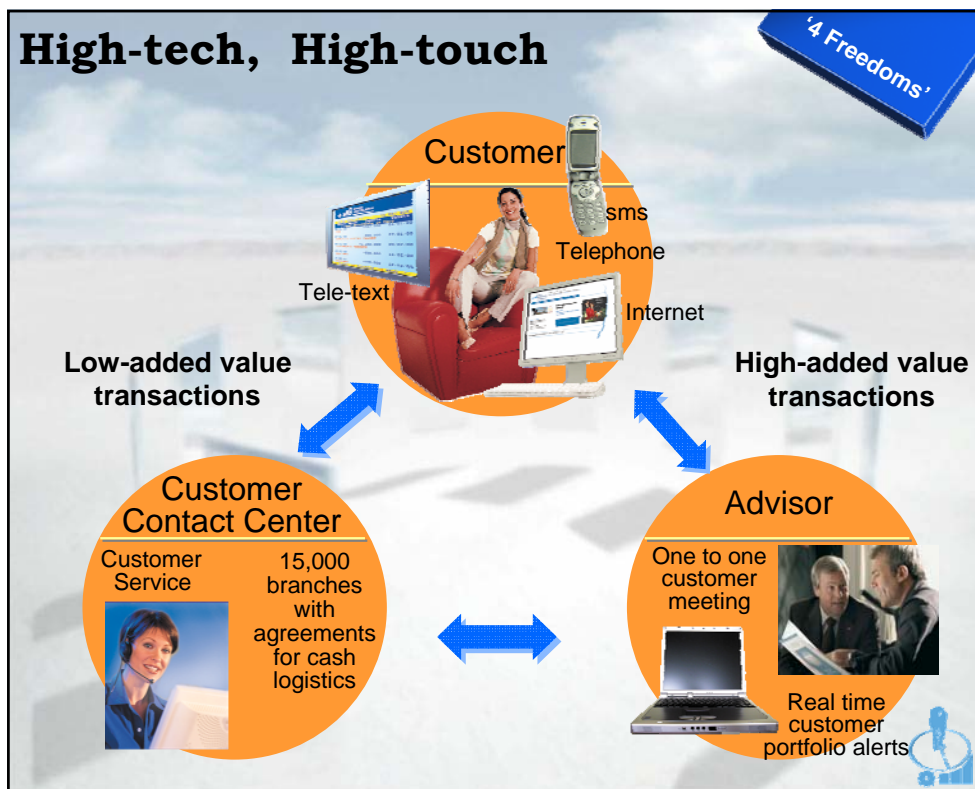 High-tech, High-touch
'4 Freedoms'
Customer
sms
Telephone
Tele-text
Internet
Low-added value
transactions
High-added value
transactions
Customer
Contact Center
Customer
Service
15,000
branches
with
agreements
for cash
logistics
Advisor
One to one
customer
meeting
Real time
customer
portfolio alerts